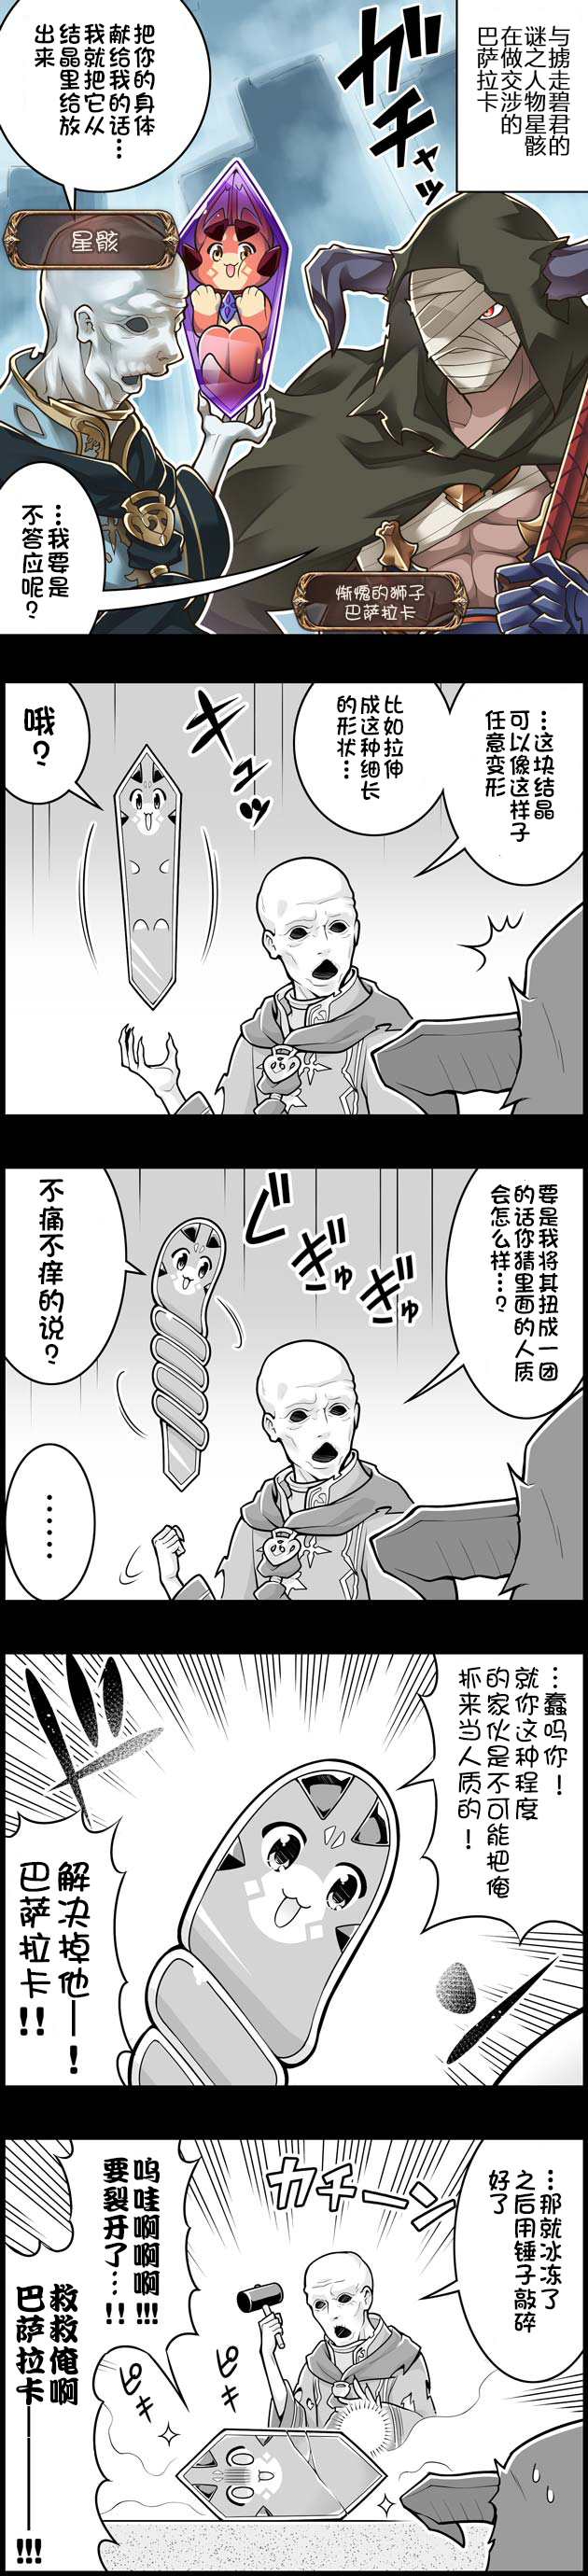 与掳走碧君的
谜之人物星骸
在做交涉的
巴萨拉卡
ガチャッ
把你的身体
献给我的话…
我就把它从
结晶里给放
出来
星骸
…我要是
不答应呢？
惭愧的狮子
巴萨拉卡
…这块结晶
可以像这样子
任意变形
比如拉伸
成这种细长
的形状…
キュッ
哦？
要是我将其扭成一团
的话你猜里面的人质
会怎么样…？
ぐぎゅぎゅ
不痛不痒的说？
……
…蠢吗你！
就你这种程度
的家伙是不可能把俺
抓来当人质的！
解决掉他—！
巴萨拉卡！！
…那就冰冻了
之后用锤子敲碎
好了
カチーン
呜哇啊啊啊！！！
要裂开了…！！
ピキ
ピキ
救救俺啊
巴萨拉卡————！！！